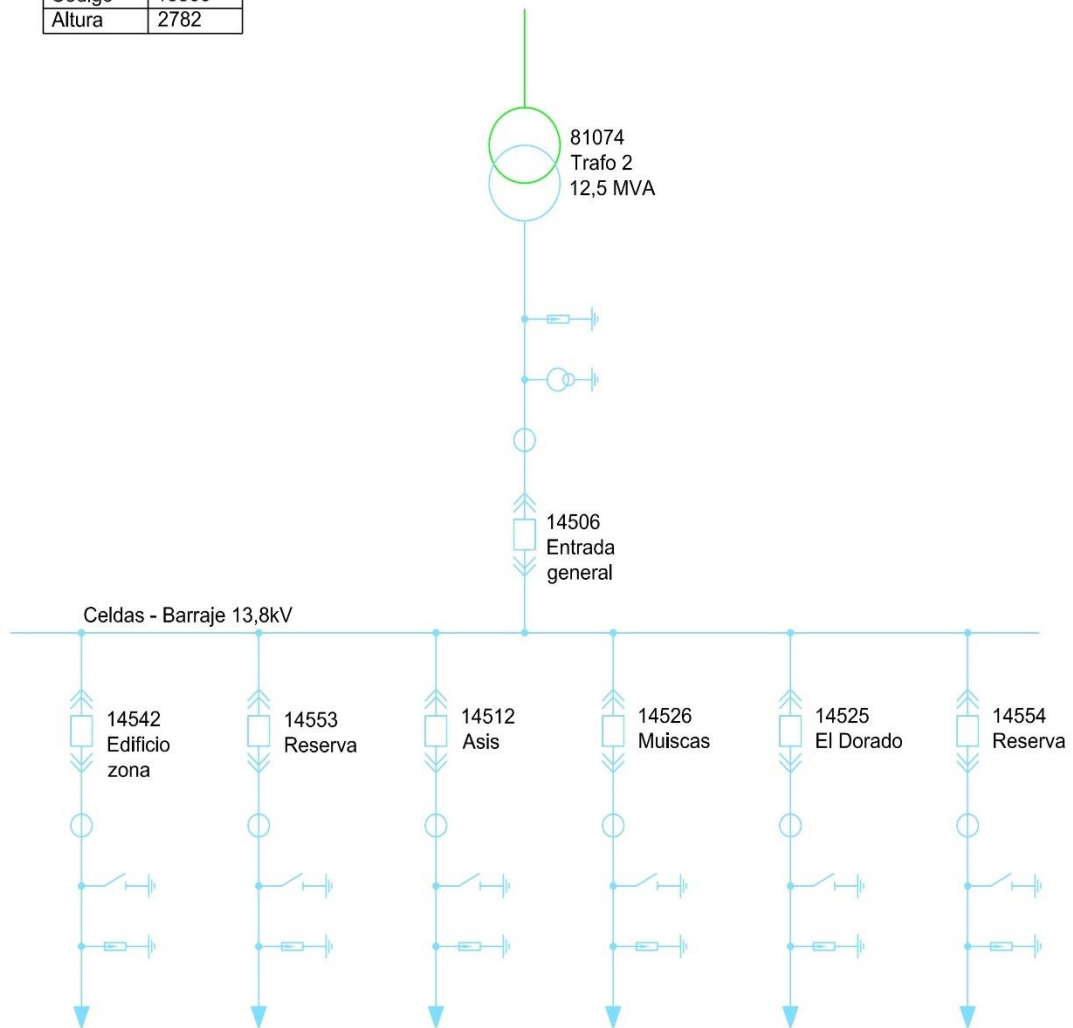 Altura 2782
81074
Trafo 2
12,5 MVA
14506
Entrada
general
Celdas - Barraje 13,8kV
14542
Edificio
zona
14553
Reserva
14512
Asis
14526
Muiscas
14525
El Dorado
14554
Reserva